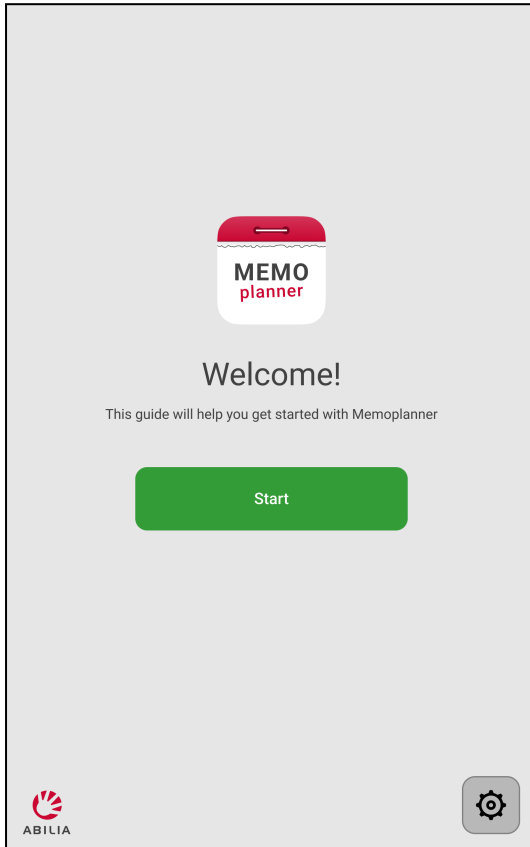 MEMO
planner
Welcome!
This guide will help you get started with Memoplanner
Start
ABILIA